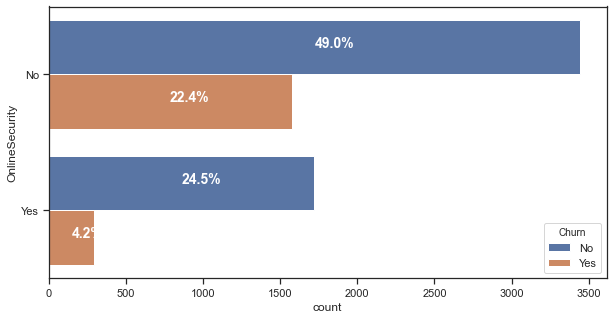 OnlineSecurity
No
49.0%
22.4%
Yes
24.5%
4.2%
Churn
No
Yes
0 500 1000 1500 2000 2500 3000 3500
count